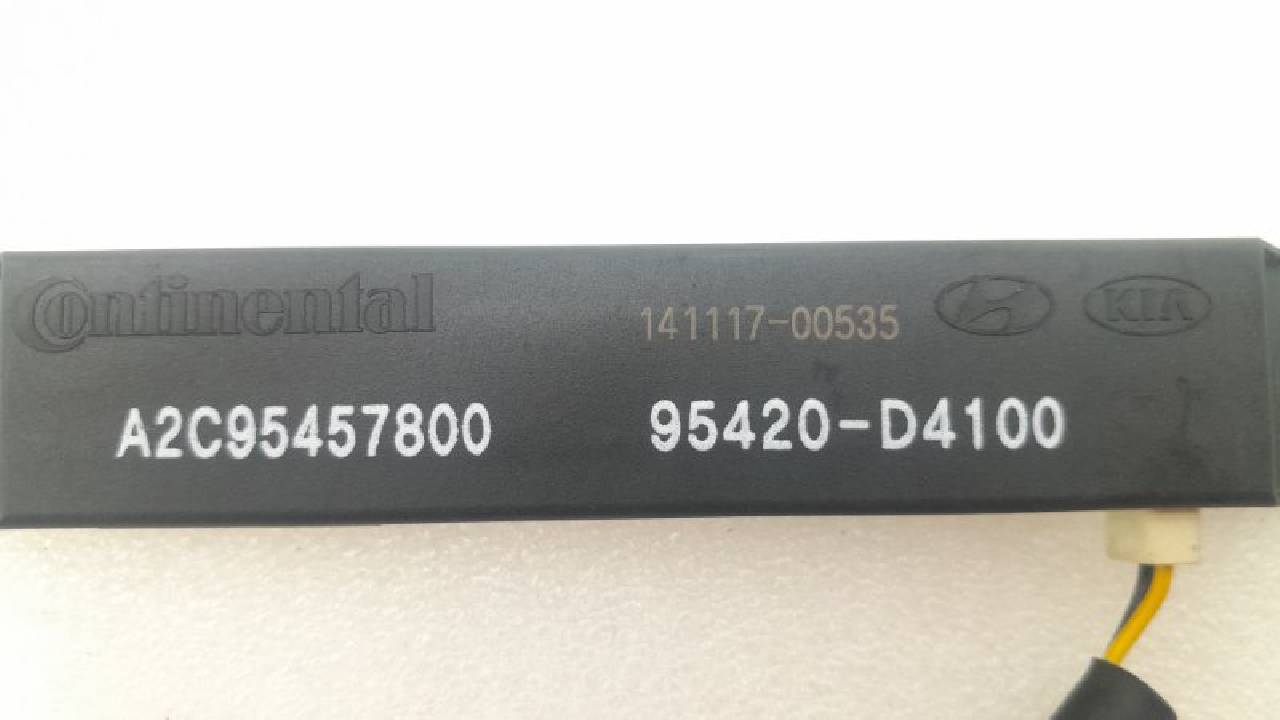 Continental
141117-00535
KIA
A2C95457800
95420-D4100